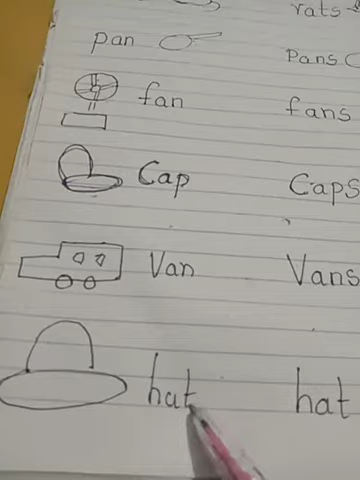 rats
pan Pans
fan fans
Cap Caps
Van Vans
hat hat